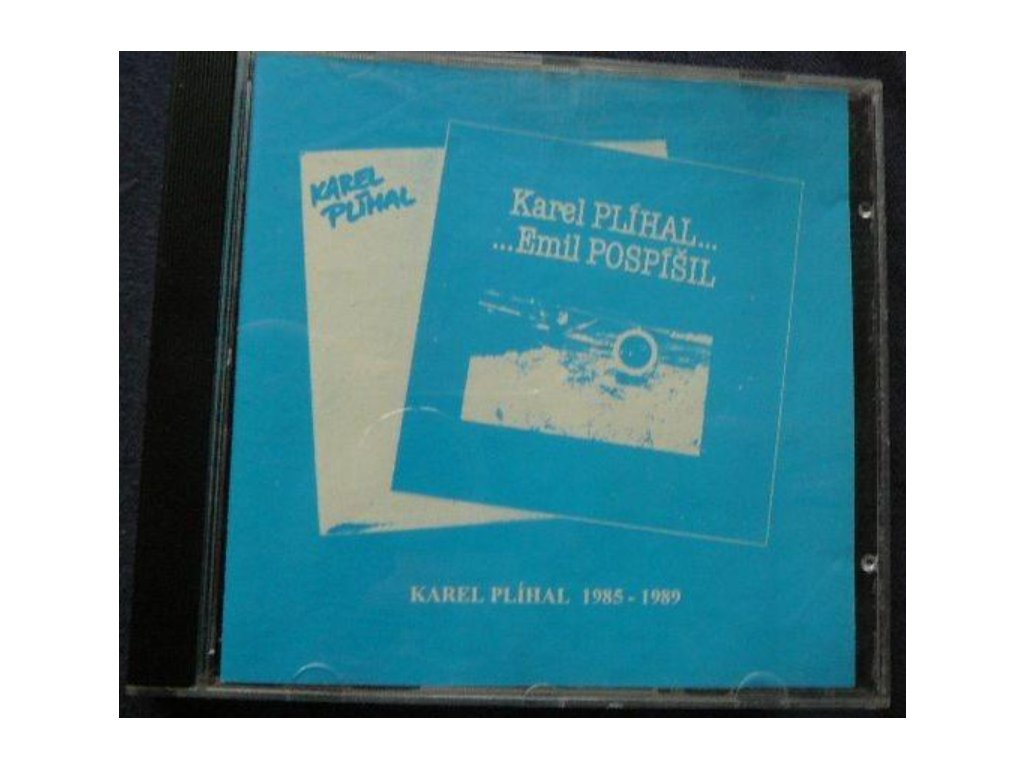 KAREL
PLÍHAL
Karel PLÍHAL...
...Emil POSPÍŠIL
KAREL PLÍHAL 1985 - 1989